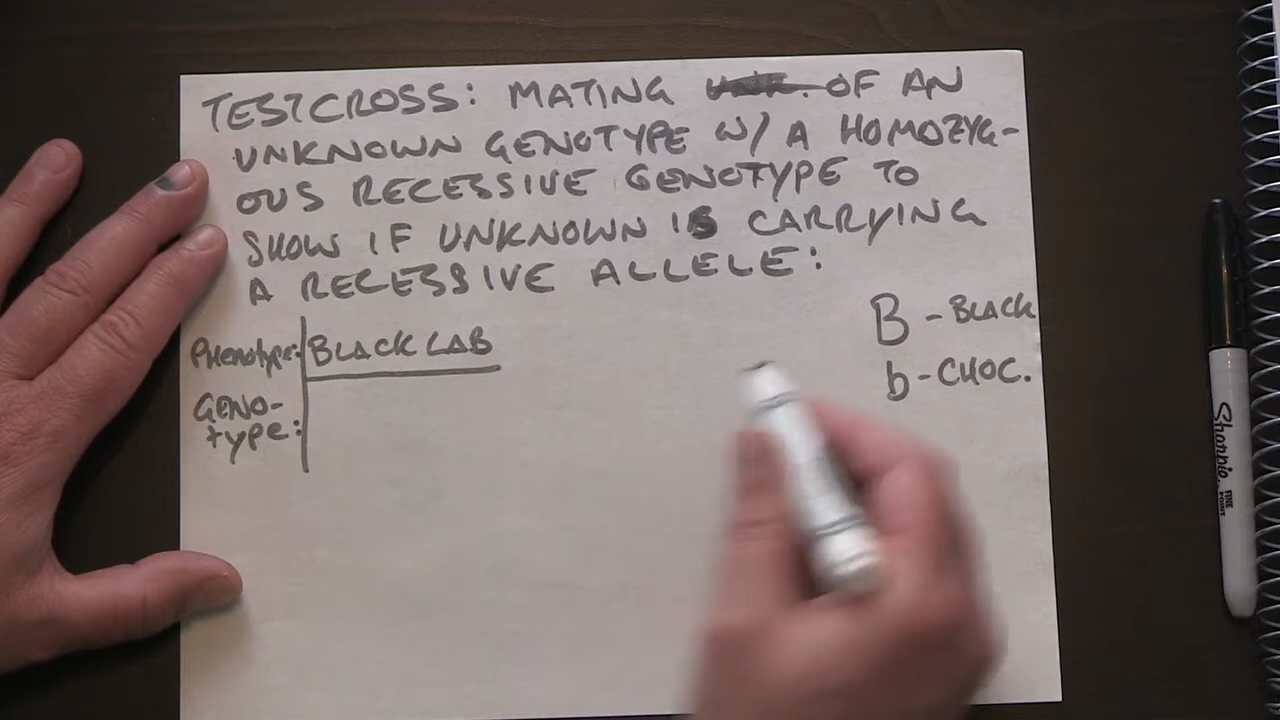 TESTCROSS: MATING OF AN
UNKNOWN GENOTYPE W/ A HOMOZYG-
OUS RECESSIVE GENOTYPE TO
SHOW IF UNKNOWN IS CARRYING
A RECESSIVE ALLELE:
B - BLACK
b - CHOC.
Phenotype: BLACK LAB
GENO-
type:
Sharpie
FINE
POINT